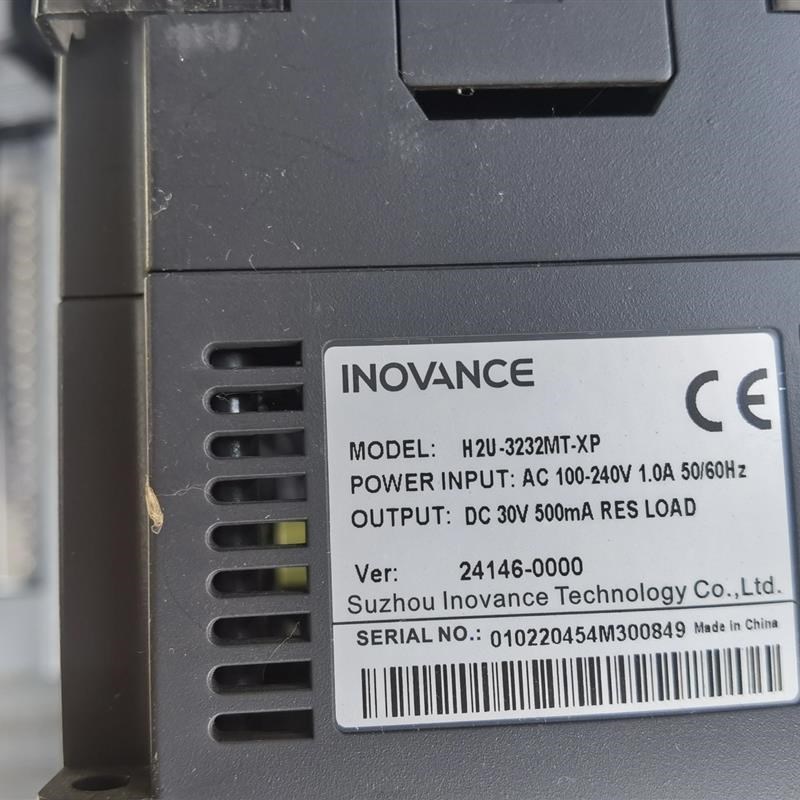 INOVANCE
CE
MODEL: H2U-3232MT-XP
POWER INPUT: AC 100-240V 1.0A 50/60Hz
OUTPUT: DC 30V 500mA RES LOAD
Ver: 24146-0000
Suzhou Inovance Technology Co.,Ltd.
SERIAL NO.: 010220454M300849 Made in China